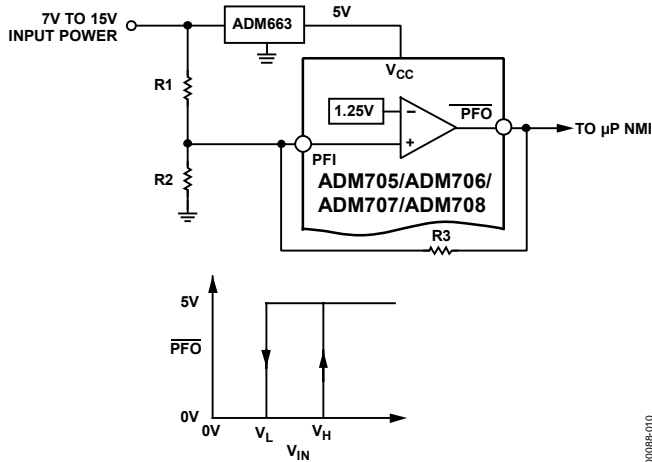 7V TO 15V
INPUT POWER
ADM663
5V
VCC
R1
1.25V
−
PFO
TO µP NMI
+
PFI
R2
ADM705/ADM706/
ADM707/ADM708
R3
5V
PFO
0V
0V
VL
VH
VIN
00088-010